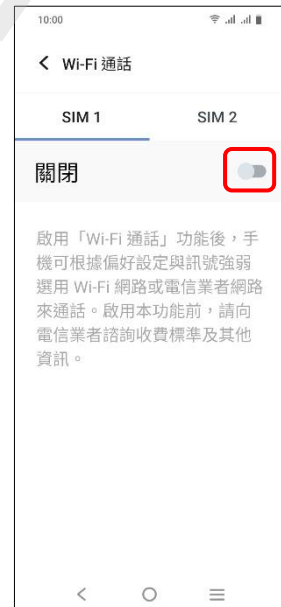 10:00
Wi-Fi 通話
SIM 1 SIM 2
關閉
啟用「Wi-Fi 通話」功能後，手
機可根據偏好設定與訊號強弱
選用 Wi-Fi 網路或電信業者網路
來通話。啟用本功能前，請向
電信業者諮詢收費標準及其他
資訊。